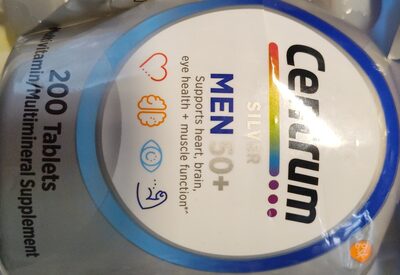 Centrum
SILVER
MEN 50+
Supports heart, brain,
eye health + muscle function*^
200 Tablets
Multivitamin/Multimineral Supplement